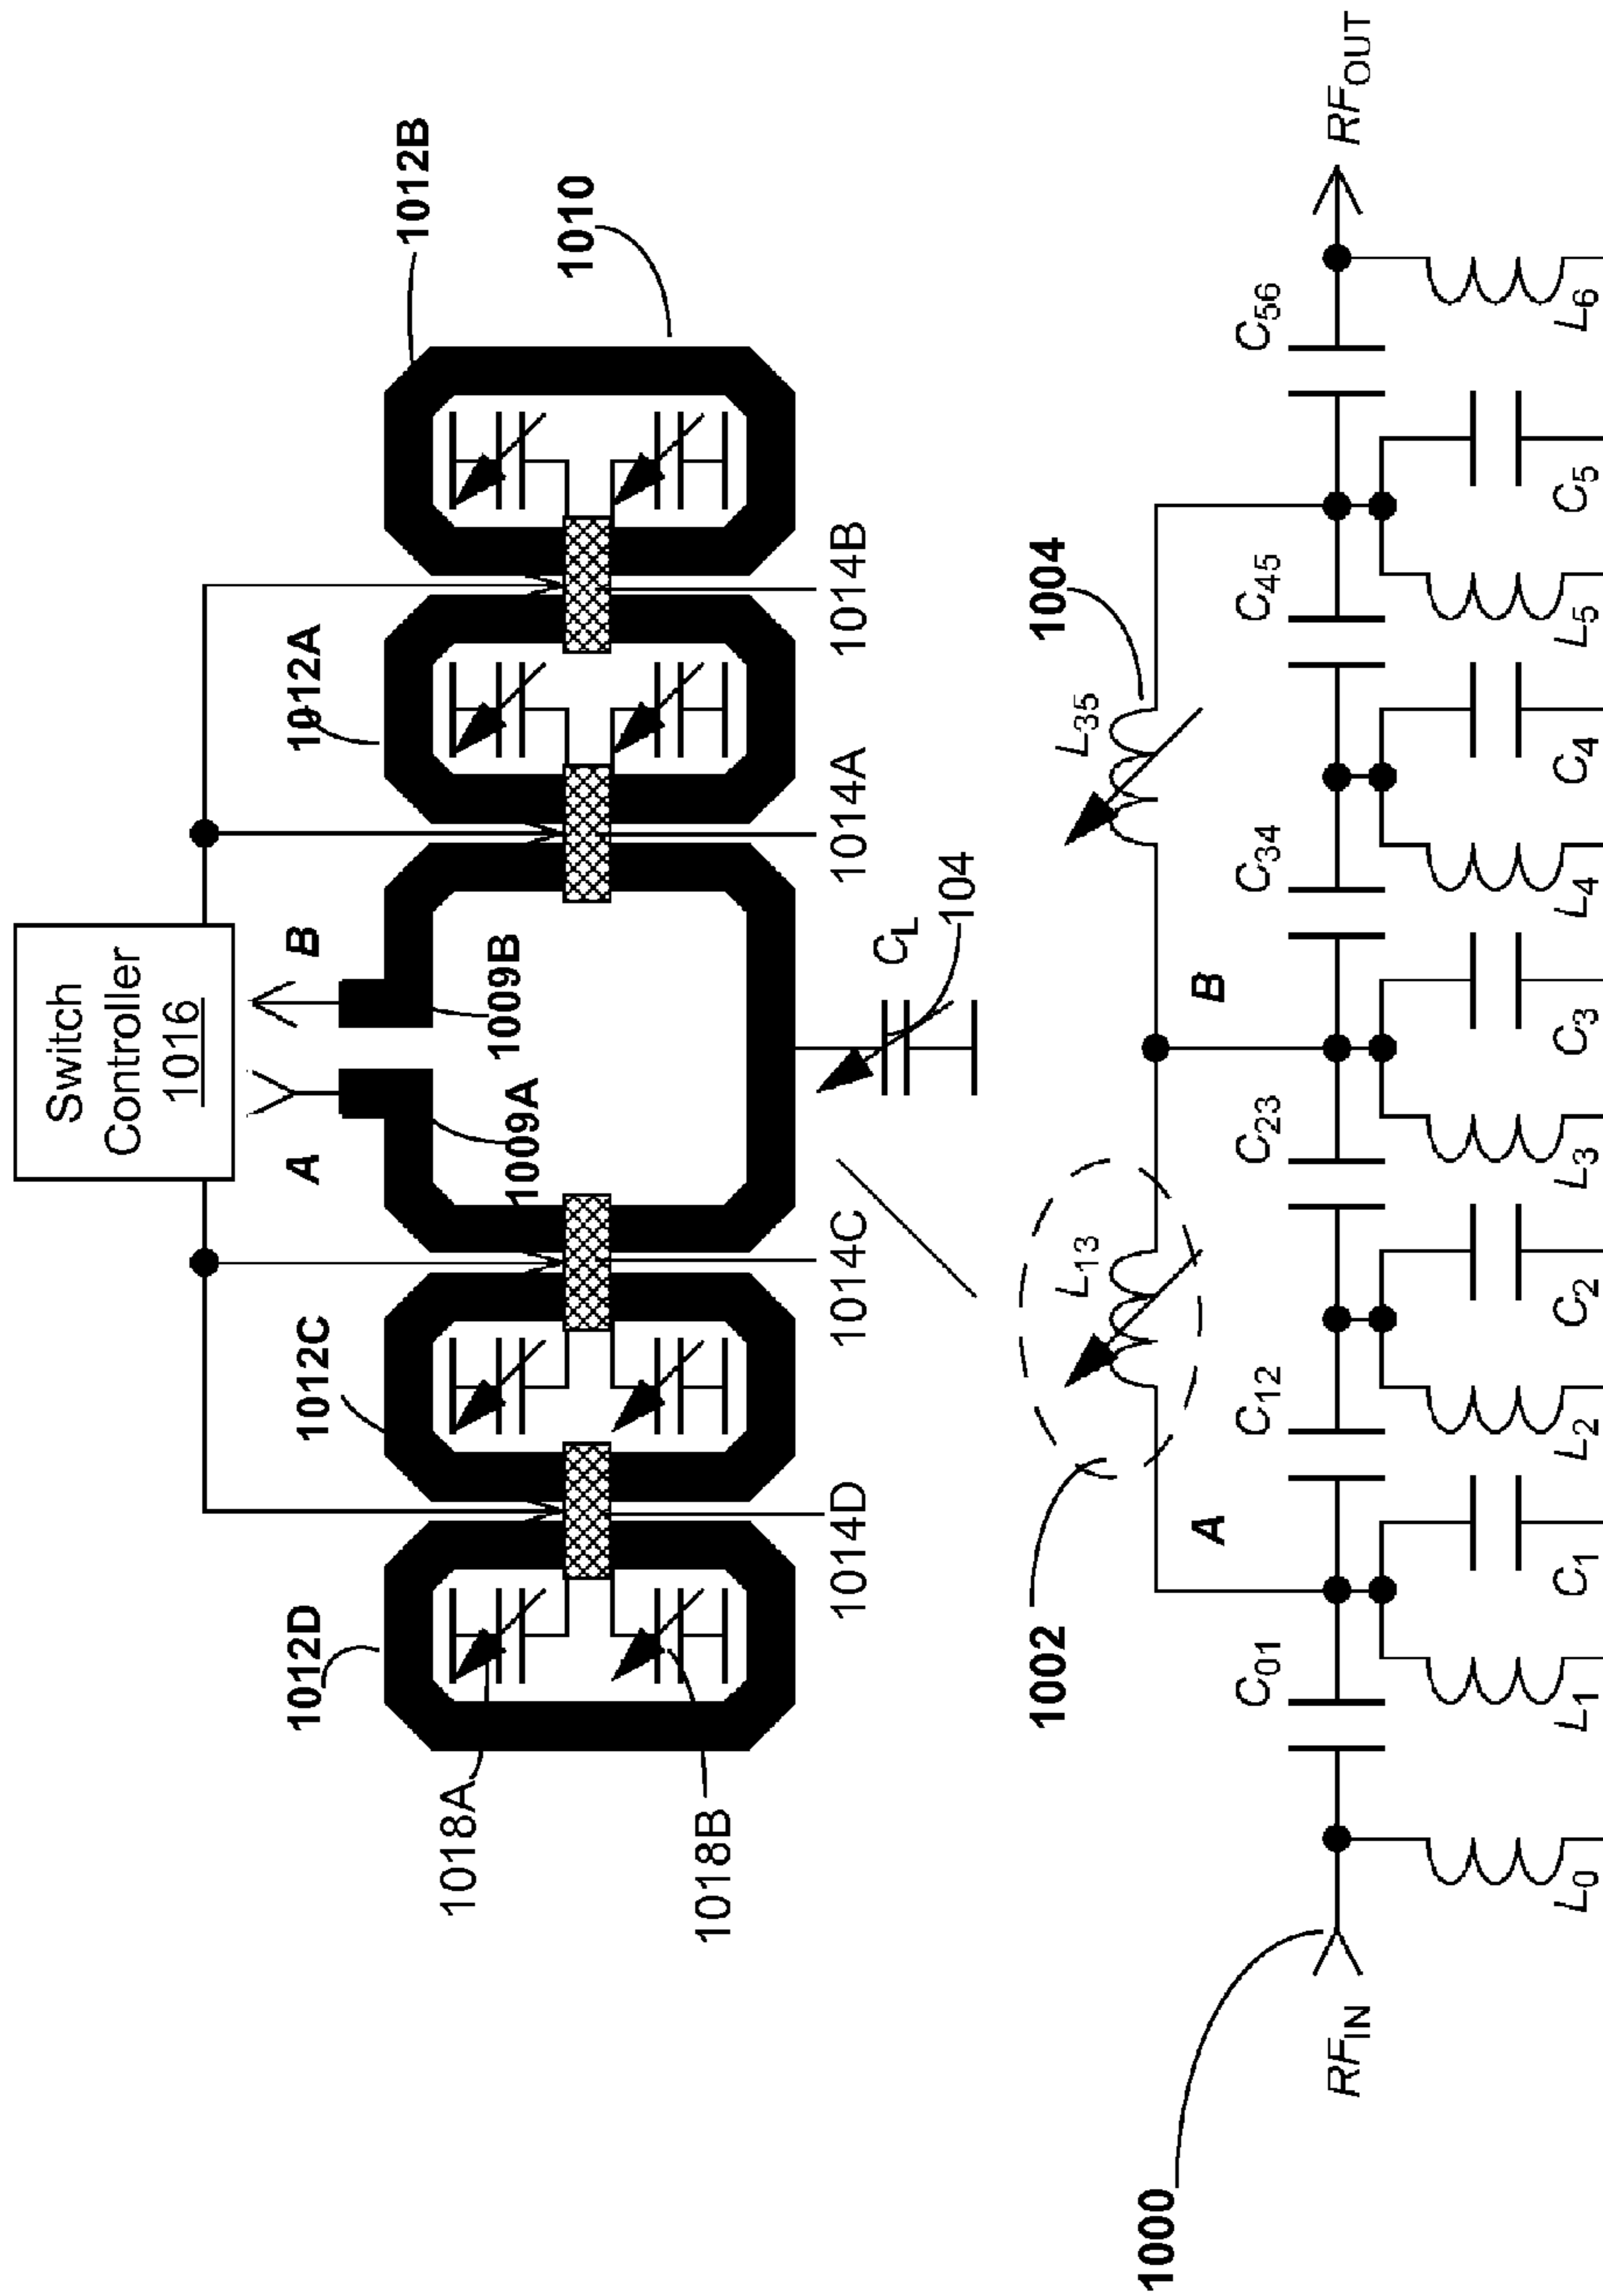 Switch
Controller
1016
A
B
1009A
1009B
1012D
1012C
1012A
1012B
1010
1018A
1018B
1014D
1014C
1014A
1014B
C_L
104
1002
L_13
L_35
1004
A
B
1000
RF_IN
C_01
C_12
C_23
C_34
C_45
C_56
RF_OUT
L_0
L_1
C_1
L_2
C_2
L_3
C_3
L_4
C_4
L_5
C_5
L_6